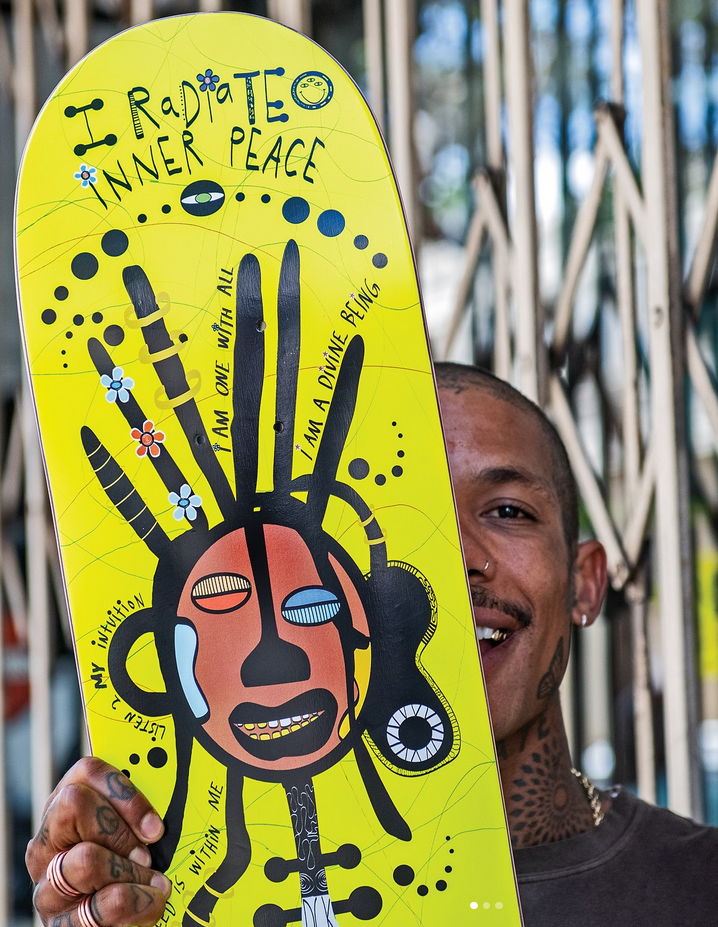 I RaDiaTE
iNNER PEACE
I AM ONE WITH ALL
I AM A DIVINE BEING,
LiSTEN 2 MY iNTUiTiON
IS WiTHiN ME